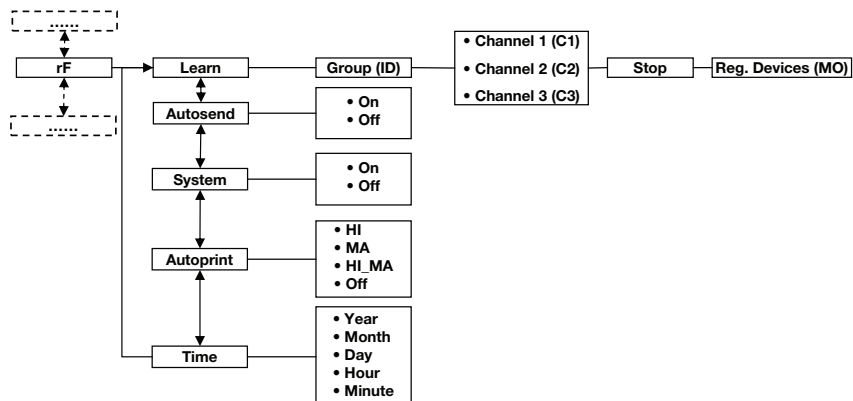 ......
rF
......
Learn
Group (ID)
• Channel 1 (C1)
• Channel 2 (C2)
• Channel 3 (C3)
Stop
Reg. Devices (MO)
Autosend
• On
• Off
System
• On
• Off
Autoprint
• HI
• MA
• HI_MA
• Off
Time
• Year
• Month
• Day
• Hour
• Minute